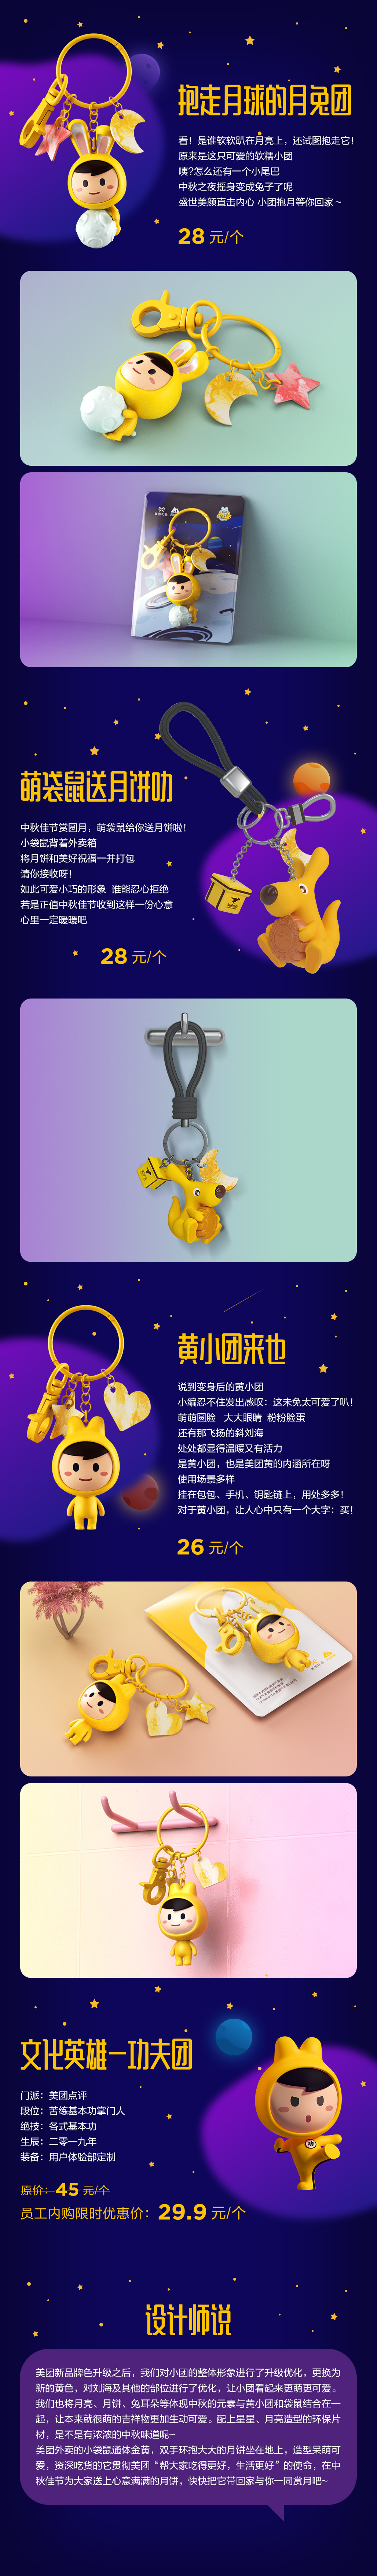 抱走月球的月兔团
看！是谁软软趴在月亮上，还试图抱走它！
原来是这只可爱的软糯小团
咦?怎么还有一个小尾巴
中秋之夜摇身变成兔子了呢
盛世美颜直击内心 小团抱月等你回家~
28 元/个
萌袋鼠送月饼叻
中秋佳节赏圆月，萌袋鼠给你送月饼啦！
小袋鼠背着外卖箱
将月饼和美好祝福一并打包
请你接收呀！
如此可爱小巧的形象 谁能忍心拒绝
若是正值中秋佳节收到这样一份心意
心里一定暖暖吧
28 元/个
黄小团来也
说到变身后的黄小团
小编忍不住发出感叹：这未免太可爱了叭！
萌萌圆脸 大大眼睛 粉粉脸蛋
还有那飞扬的斜刘海
处处都显得温暖又有活力
是黄小团，也是美团黄的内涵所在呀
使用场景多样
挂在包包、手机、钥匙链上，用处多多！
对于黄小团，让人心中只有一个大字：买！
26 元/个
文化英雄—功夫团
门派：美团点评
段位：苦练基本功掌门人
绝技：各式基本功
生辰：二零一九年
装备：用户体验部定制
原价：45 元/个
员工内购限时优惠价：29.9 元/个
设计师说
美团新品牌色升级之后，我们对小团的整体形象进行了升级优化，更换为
新的黄色，对刘海及其他的部位进行了优化，让小团看起来更萌更可爱。
我们也将月亮、月饼、兔耳朵等体现中秋的元素与黄小团和袋鼠结合在一
起，让本来就很萌的吉祥物更加生动可爱。配上星星、月亮造型的环保片
材，是不是有浓浓的中秋味道呢~
美团外卖的小袋鼠通体金黄，双手环抱大大的月饼坐在地上，造型呆萌可
爱，资深吃货的它贯彻美团“帮大家吃得更好，生活更好”的使命，在中
秋佳节为大家送上心意满满的月饼，快快把它带回家与你一同赏月吧~